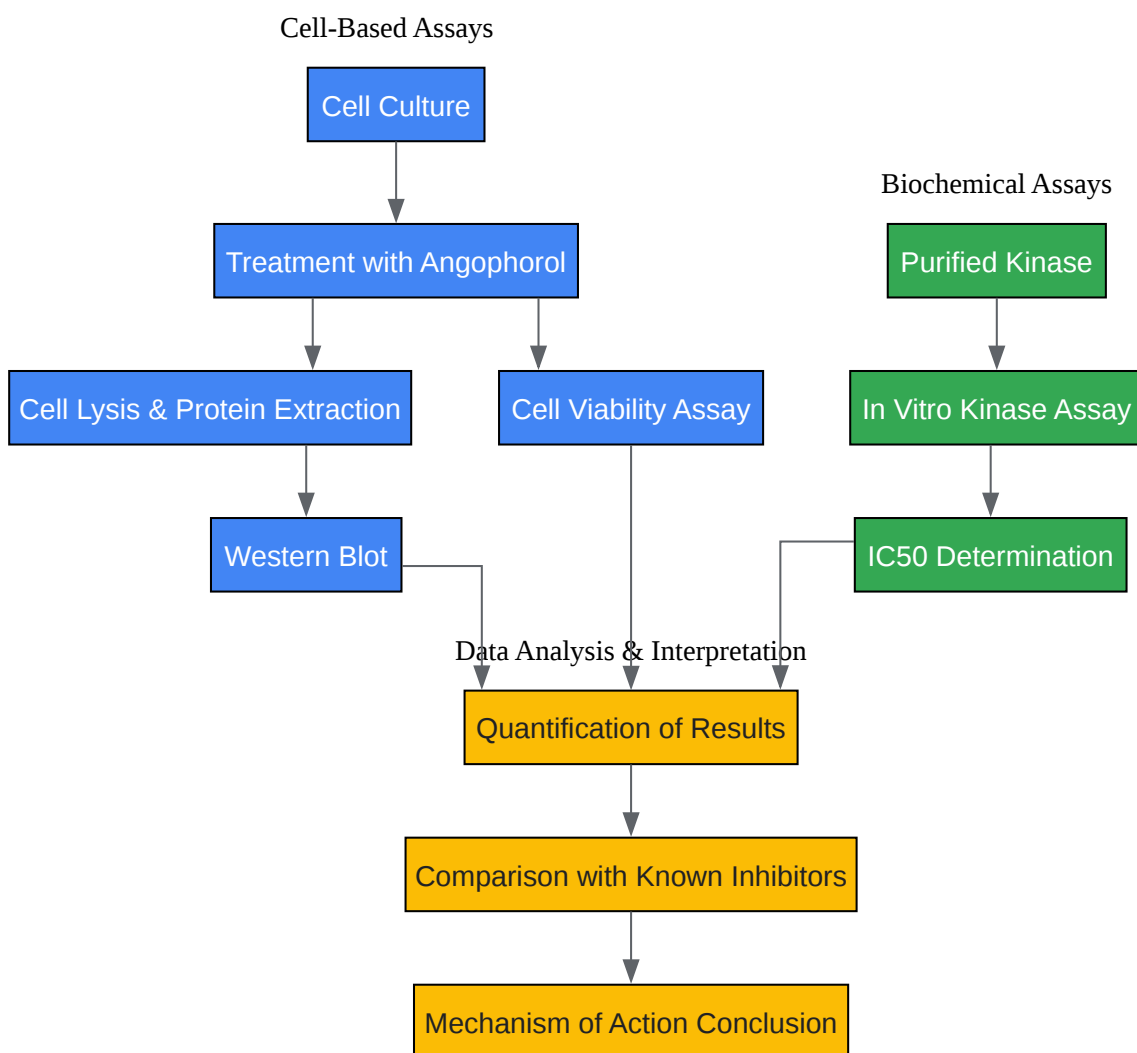 Cell-Based Assays
Cell Culture
Biochemical Assays
Treatment with Angophorol
Purified Kinase
Cell Lysis & Protein Extraction
Cell Viability Assay
In Vitro Kinase Assay
Western Blot
IC50 Determination
Data Analysis & Interpretation
Quantification of Results
Comparison with Known Inhibitors
Mechanism of Action Conclusion